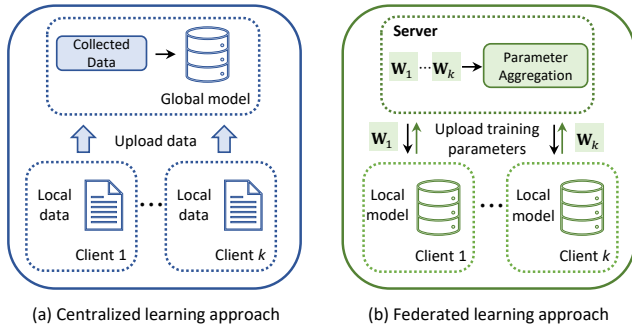 Collected
Data
Global model
Upload data
Local
data
Client 1
...
Local
data
Client k
(a) Centralized learning approach
Server
W1 ... Wk
Parameter
Aggregation
W1
Upload training
parameters
Wk
Local
model
Client 1
...
Local
model
Client k
(b) Federated learning approach